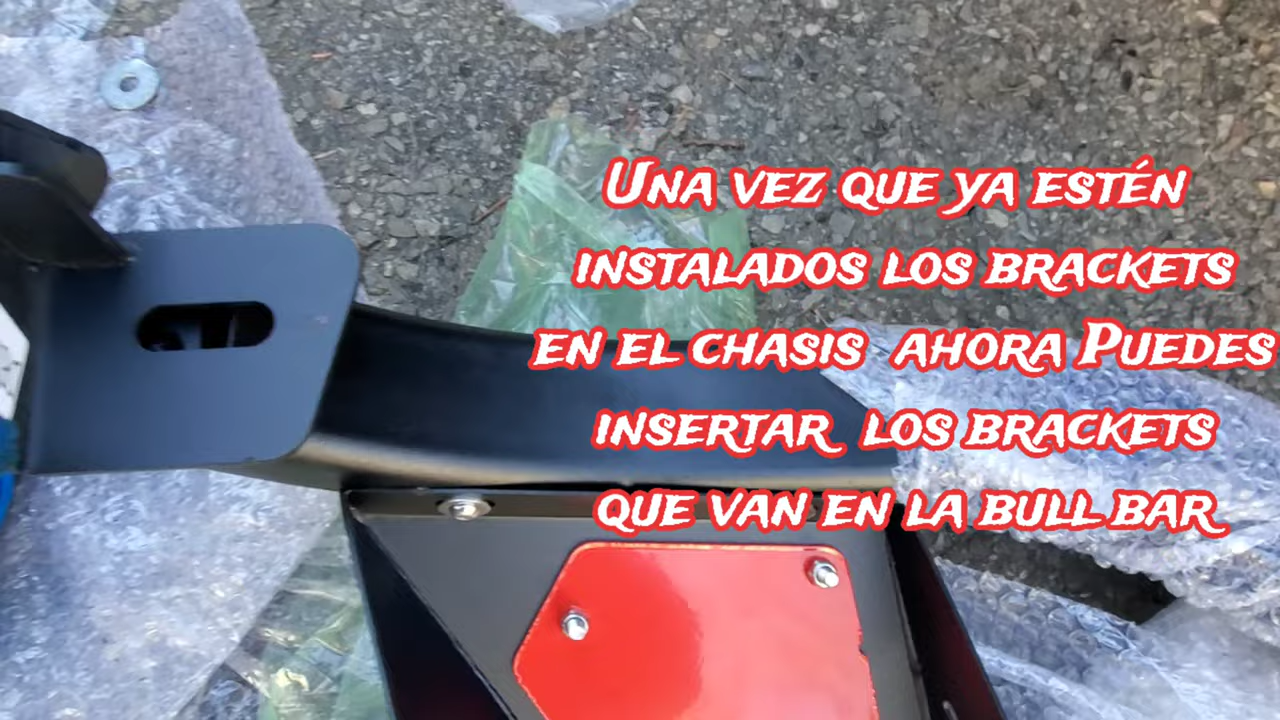 Una vez que ya estén
instalados los brackets
en el chasis ahora Puedes
insertar los brackets
que van en la bull bar